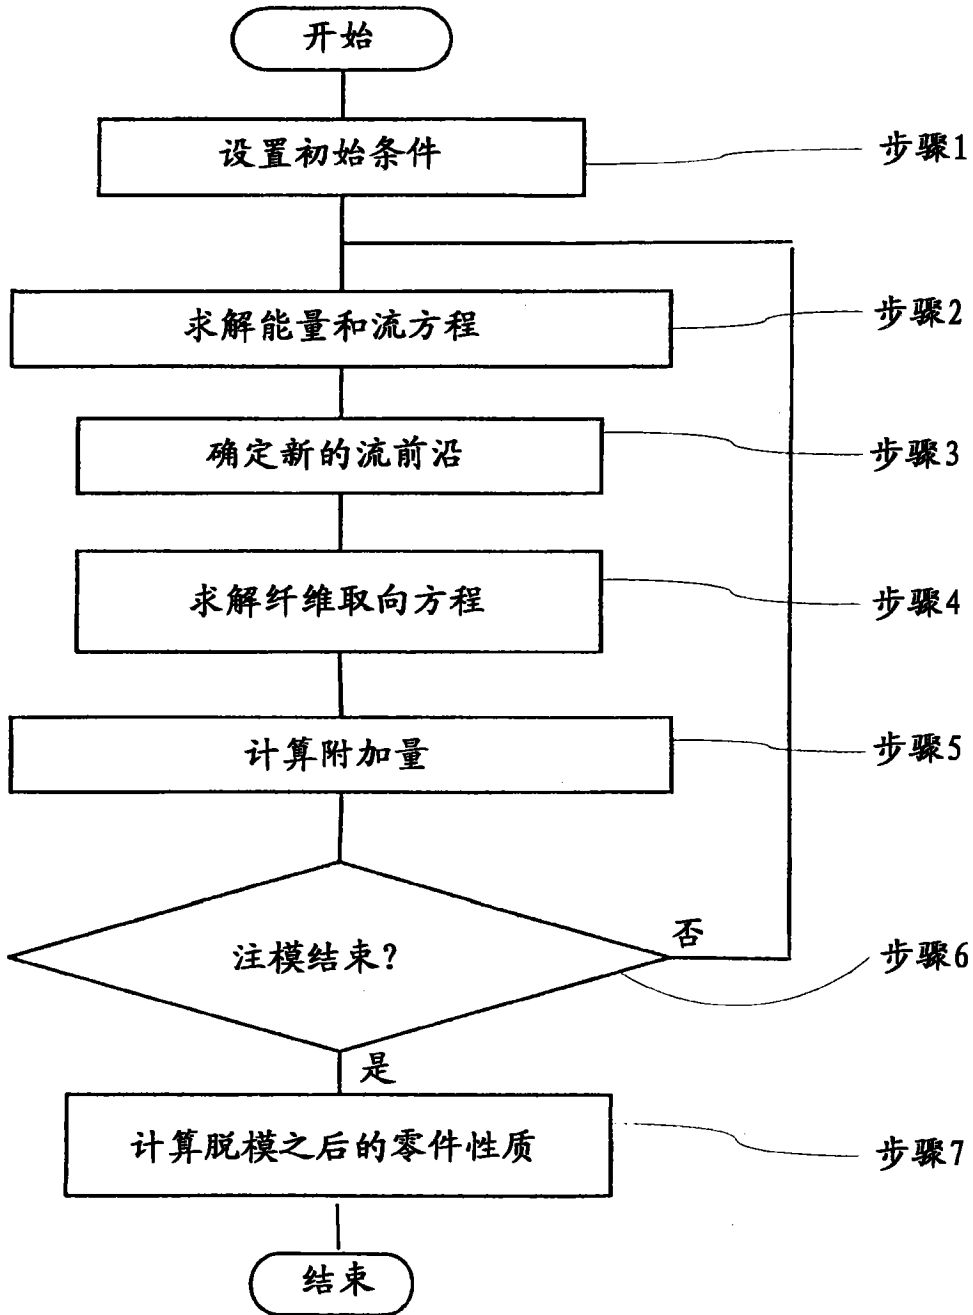 开始
设置初始条件
步骤1
求解能量和流方程
步骤2
确定新的流前沿
步骤3
求解纤维取向方程
步骤4
计算附加量
步骤5
注模结束?
否
步骤6
是
计算脱模之后的零件性质
步骤7
结束